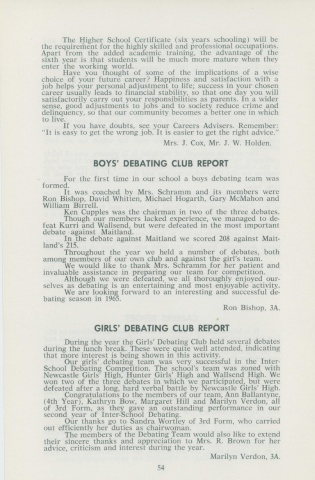 The Higher School Certificate (six years schooling) will be
the requirement for the highly skilled and professional occupations.
Apart from the added academic training, the advantage of the
sixth year is that students will be much more mature when they
enter the working world.
Have you thought of some of the implications of a wise
choice of your future career? Happiness and satisfaction with a
job helps your personal adjustment to life; success in your chosen
career usually leads to financial stability, so that one day you will
satisfactorily carry out your responsibilities as parents. In a wider
sense, good adjustments to jobs and to society reduce crime and
delinquency, so that our community becomes a better one in which
to live.
If you have doubts, see your Careers Advisers. Remember:
"It is easy to get the wrong job. It is easier to get the right advice."
Mrs. J. Cox, Mr. J. W. Holden.
BOYS' DEBATING CLUB REPORT
For the first time in our school a boys debating team was
formed.
It was coached by Mrs. Schramm and its members were
Ron Bishop, David Whitten, Michael Hogarth, Gary McMahon and
William Birrell.
Ken Cupples was the chairman in two of the three debates.
Though our members lacked experience, we managed to de-
feat Kurri and Wallsend, but were defeated in the most important
debate against Maitland.
In the debate against Maitland we scored 208 against Mait-
land's 215.
Throughout the year we held a number of debates, both
among members of our own club and against the girl's team.
We would like to thank Mrs. Schramm for her patient and
invaluable assistance in preparing our team for competition.
Although we were defeated, we all thoroughly enjoyed our-
selves as debating is an entertaining and most enjoyable activity.
We are looking forward to an interesting and successful de-
bating season in 1965.
Ron Bishop, 3A.
GIRLS' DEBATING CLUB REPORT
During the year the Girls' Debating Club held several debates
during the lunch break. These were quite well attended, indicating
that more interest is being shown in this activity.
Our girls' debating team was very successful in the Inter-
School Debating Competition. The school's team was zoned with
Newcastle Girls' High, Hunter Girls' High and Wallsend High. We
won two of the three debates in which we participated, but were
defeated after a long, hard verbal battle by Newcastle Girls' High.
Congratulations to the members of our team, Ann Ballantyne,
(4th Year), Kathryn Bow, Margaret Hill and Marilyn Verdon, all
of 3rd Form, as they gave an outstanding performance in our
second year of Inter-School Debating.
Our thanks go to Sandra Wortley of 3rd Form, who carried
out efficiently her duties as chairwoman.
The members of the Debating Team would also like to extend
their sincere thanks and appreciation to Mrs. R. Brown for her
advice, criticism and interest during the year.
Marilyn Verdon, 3A.
54